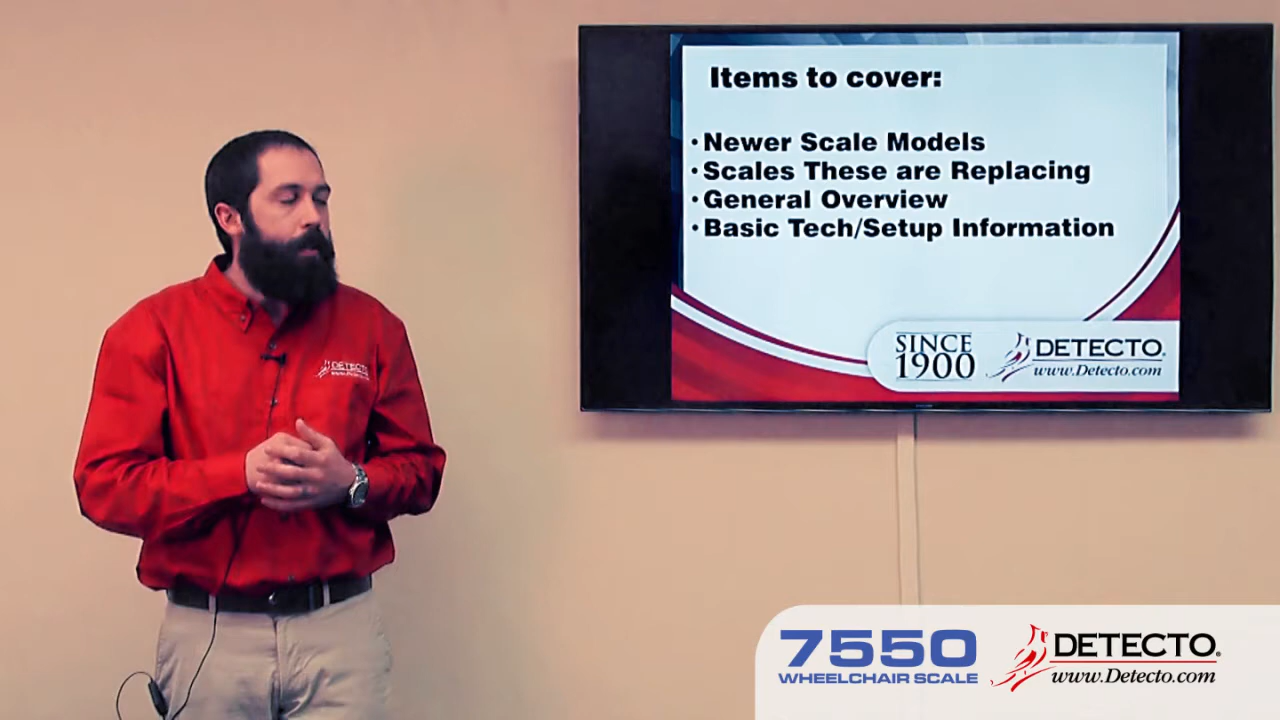 Items to cover:
• Newer Scale Models
• Scales These are Replacing
• General Overview
• Basic Tech/Setup Information
SINCE
1900
DETECTO®
www.Detecto.com
DETECTO
7550
WHEELCHAIR SCALE
DETECTO®
www.Detecto.com